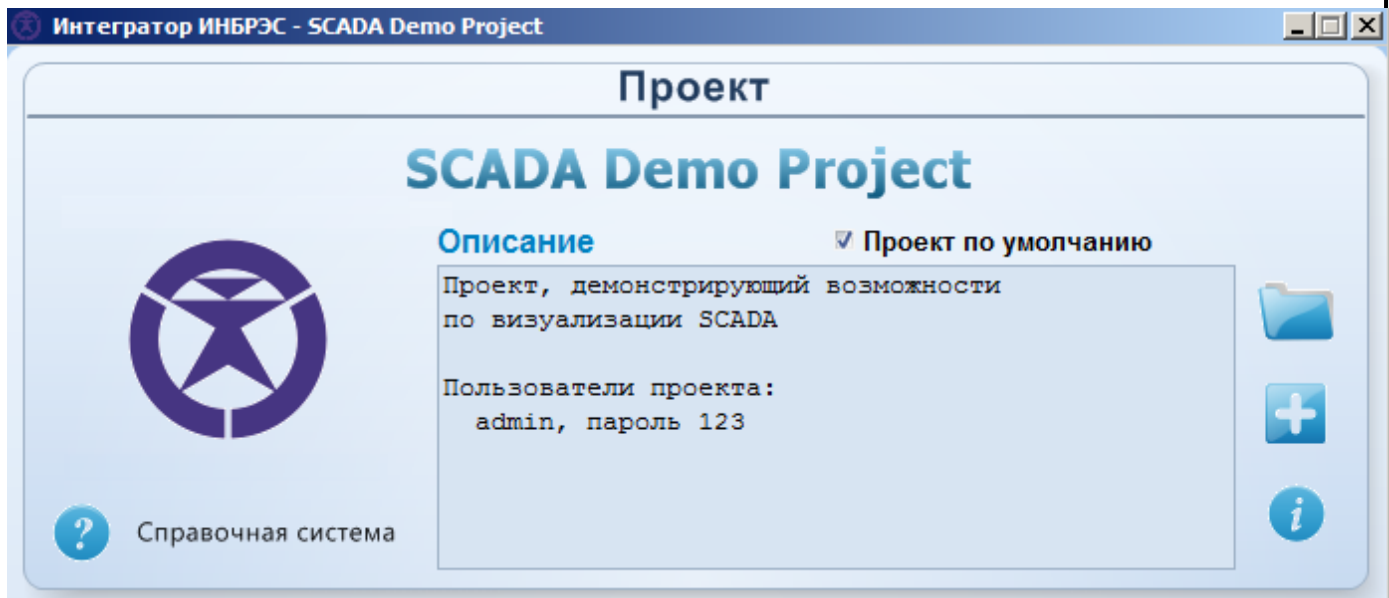 Интегратор ИНБРЭС - SCADA Demo Project
Проект
SCADA Demo Project
Описание
Проект по умолчанию
Проект, демонстрирующий возможности
по визуализации SCADA
Пользователи проекта:
admin, пароль 123
Справочная система